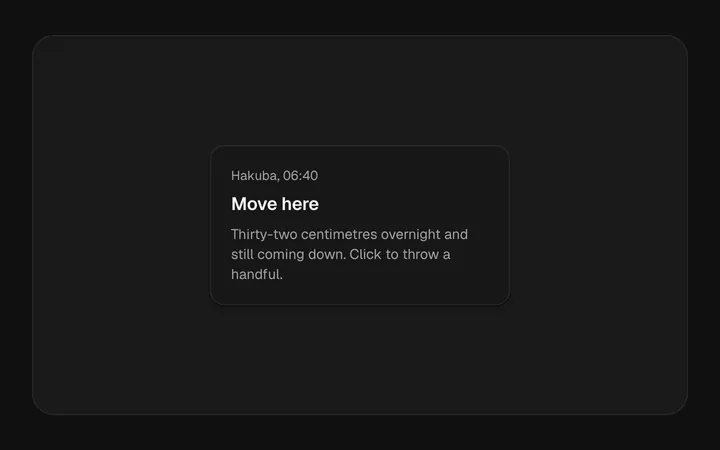 Hakuba, 06:40
Move here
Thirty-two centimetres overnight and
still coming down. Click to throw a
handful.